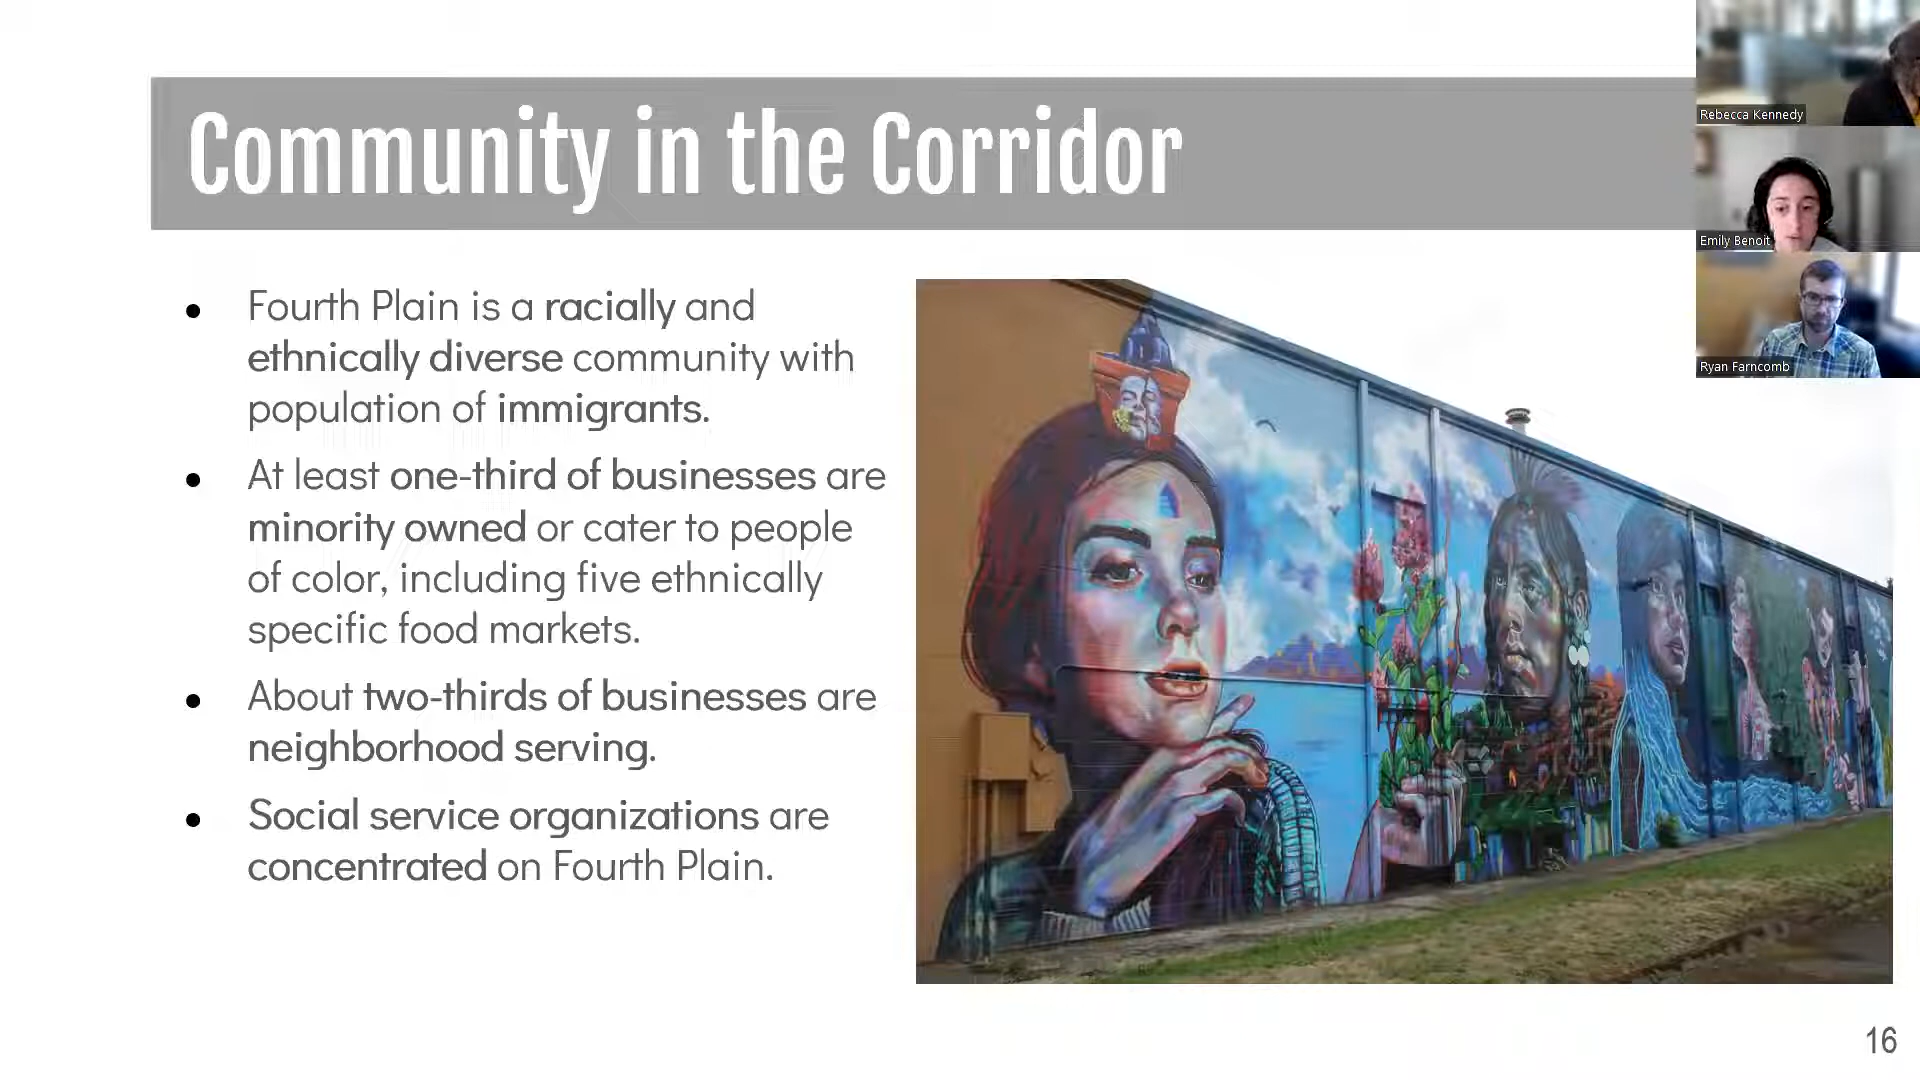 Community in the Corridor
Rebecca Kennedy
Emily Benoit
Ryan Farncomb
● Fourth Plain is a racially and
ethnically diverse community with
population of immigrants.
● At least one-third of businesses are
minority owned or cater to people
of color, including five ethnically
specific food markets.
● About two-thirds of businesses are
neighborhood serving.
● Social service organizations are
concentrated on Fourth Plain.
16